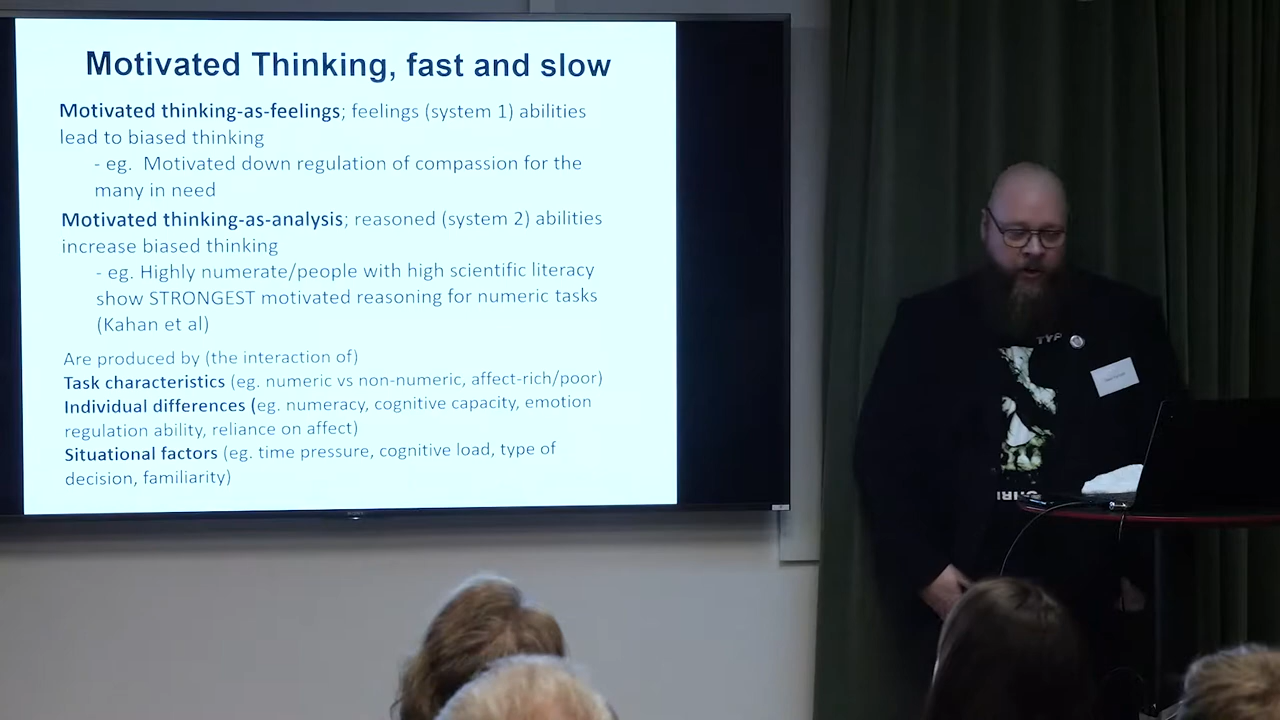 Motivated Thinking, fast and slow
Motivated thinking-as-feelings; feelings (system 1) abilities
lead to biased thinking
- eg. Motivated down regulation of compassion for the
many in need
Motivated thinking-as-analysis; reasoned (system 2) abilities
increase biased thinking
- eg. Highly numerate/people with high scientific literacy
show STRONGEST motivated reasoning for numeric tasks
(Kahan et al)
Are produced by (the interaction of)
Task characteristics (eg. numeric vs non-numeric, affect-rich/poor)
Individual differences (eg. numeracy, cognitive capacity, emotion
regulation ability, reliance on affect)
Situational factors (eg. time pressure, cognitive load, type of
decision, familiarity)
SONY